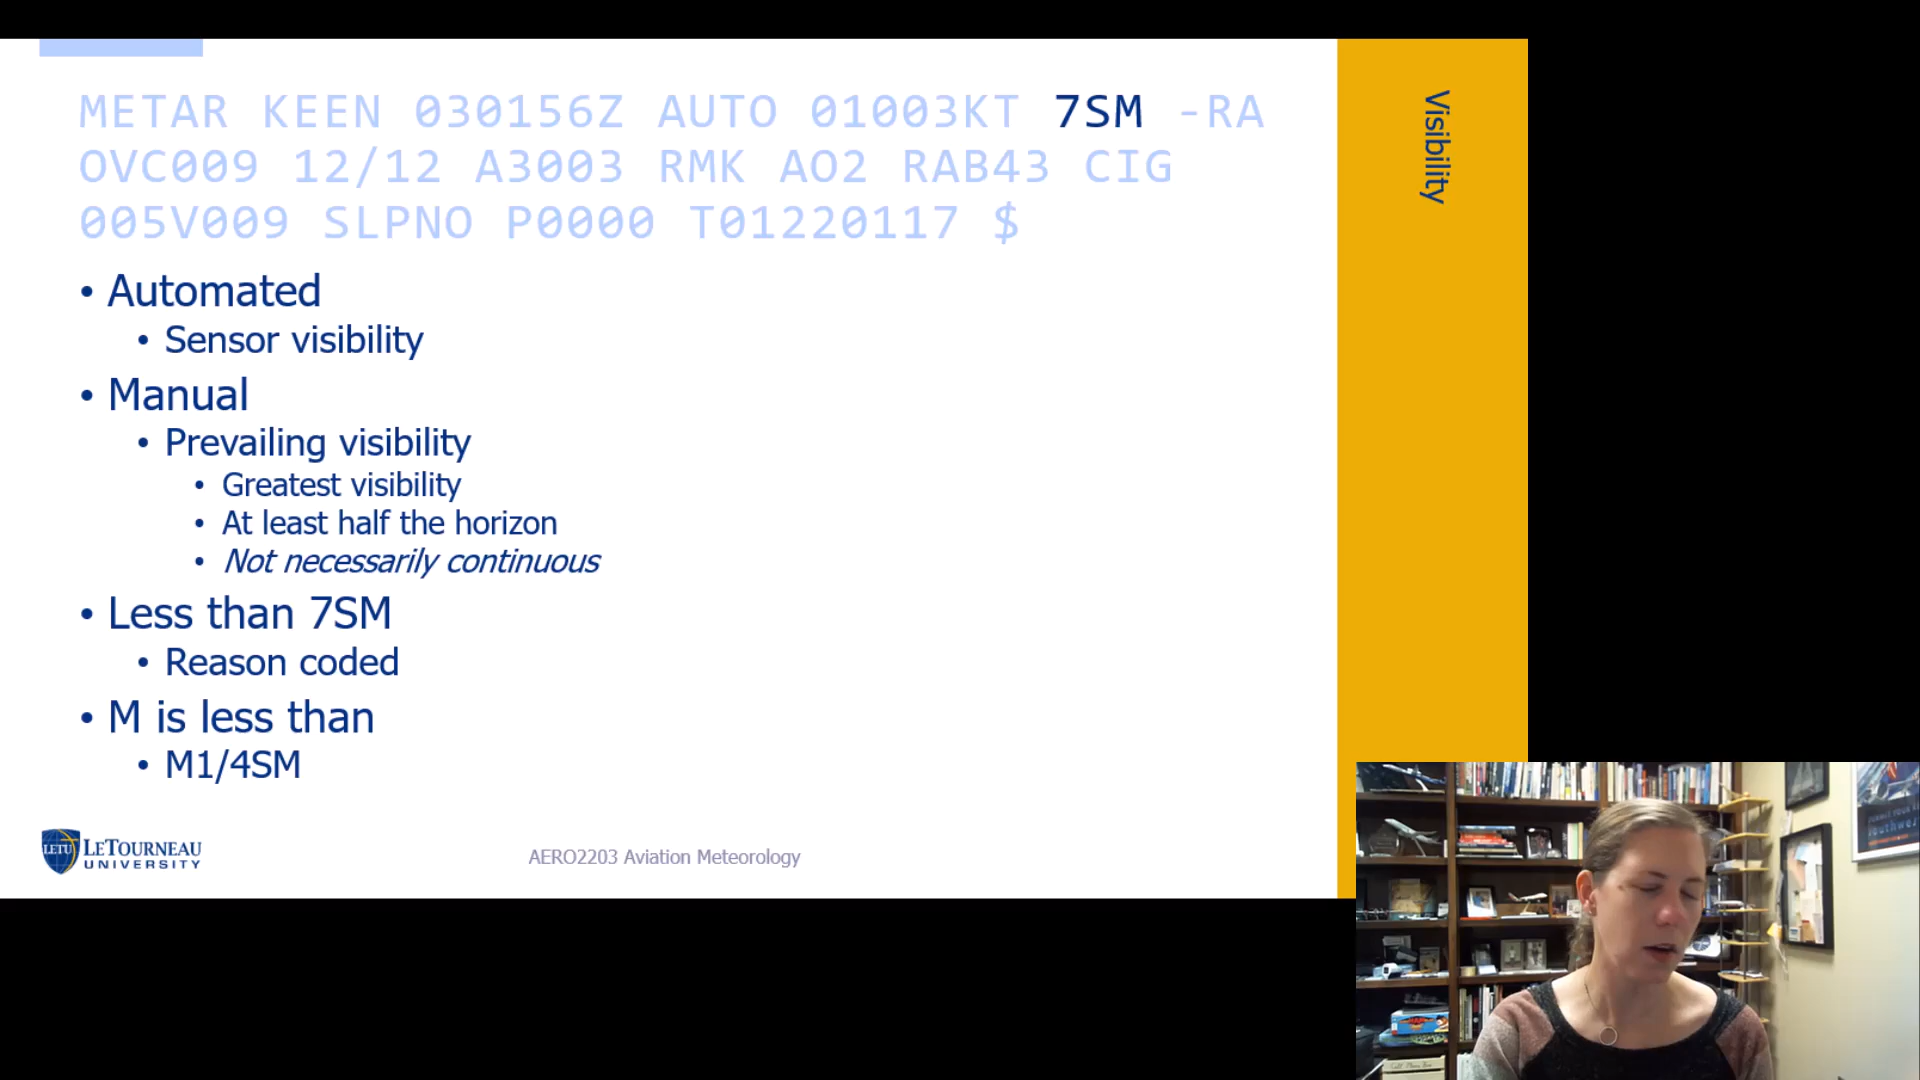 METAR KEEN 030156Z AUTO 01003KT 7SM -RA
OVC009 12/12 A3003 RMK AO2 RAB43 CIG
005V009 SLPNO P0000 T01220117 $
Visibility
• Automated
• Sensor visibility
• Manual
• Prevailing visibility
• Greatest visibility
• At least half the horizon
• Not necessarily continuous
• Less than 7SM
• Reason coded
• M is less than
• M1/4SM
LETU
LETOURNEAU
UNIVERSITY
AERO2203 Aviation Meteorology